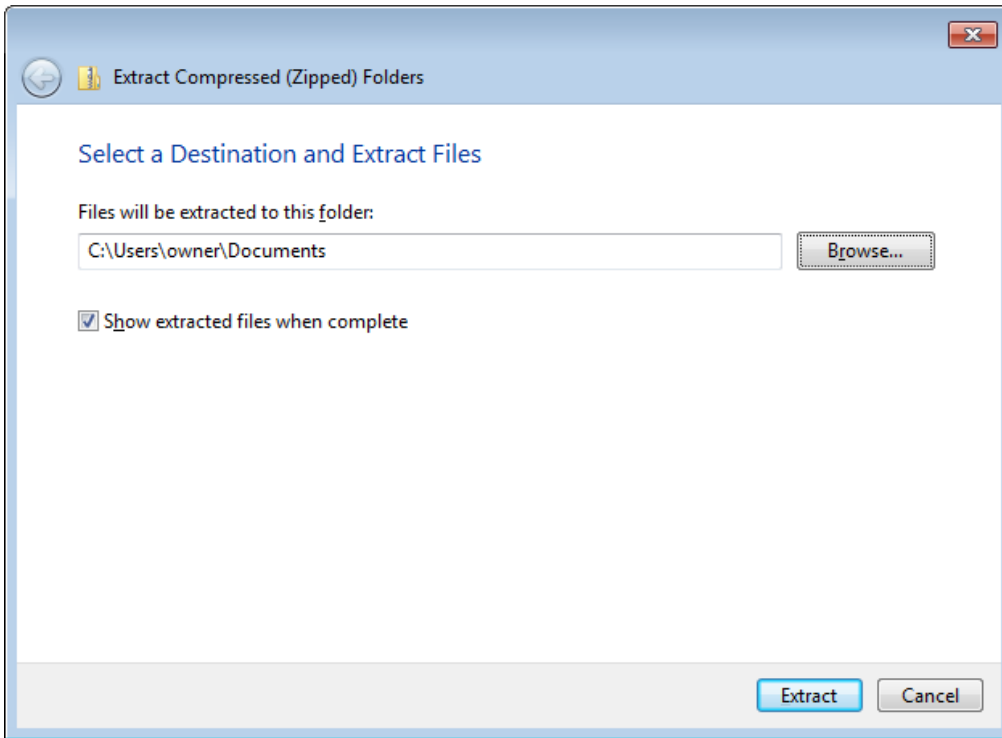 Extract Compressed (Zipped) Folders
Select a Destination and Extract Files
Files will be extracted to this folder:
C:\Users\owner\Documents
Browse...
Show extracted files when complete
Extract
Cancel